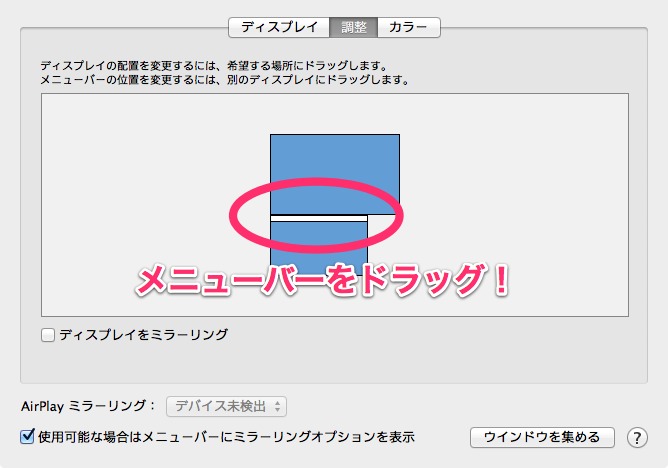 ディスプレイ 調整 カラー
ディスプレイの配置を変更するには、希望する場所にドラッグします。
メニューバーの位置を変更するには、別のディスプレイにドラッグします。
メニューバーをドラッグ！
ディスプレイをミラーリング
AirPlay ミラーリング： デバイス未検出
使用可能な場合はメニューバーにミラーリングオプションを表示 ウインドウを集める ?